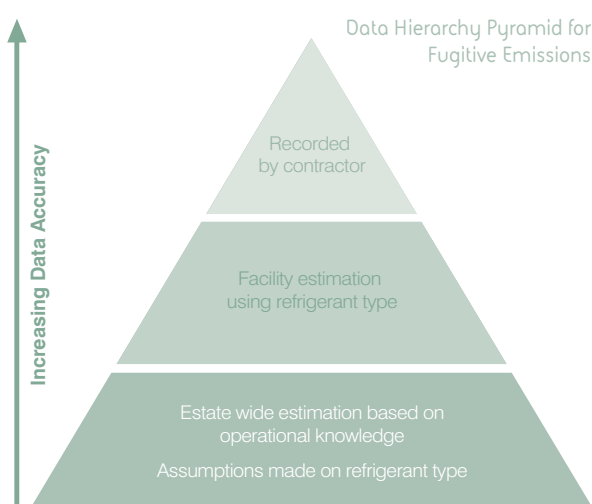 Data Hierarchy Pyramid for
Fugitive Emissions
Increasing Data Accuracy
Recorded
by contractor
Facility estimation
using refrigerant type
Estate wide estimation based on
operational knowledge
Assumptions made on refrigerant type